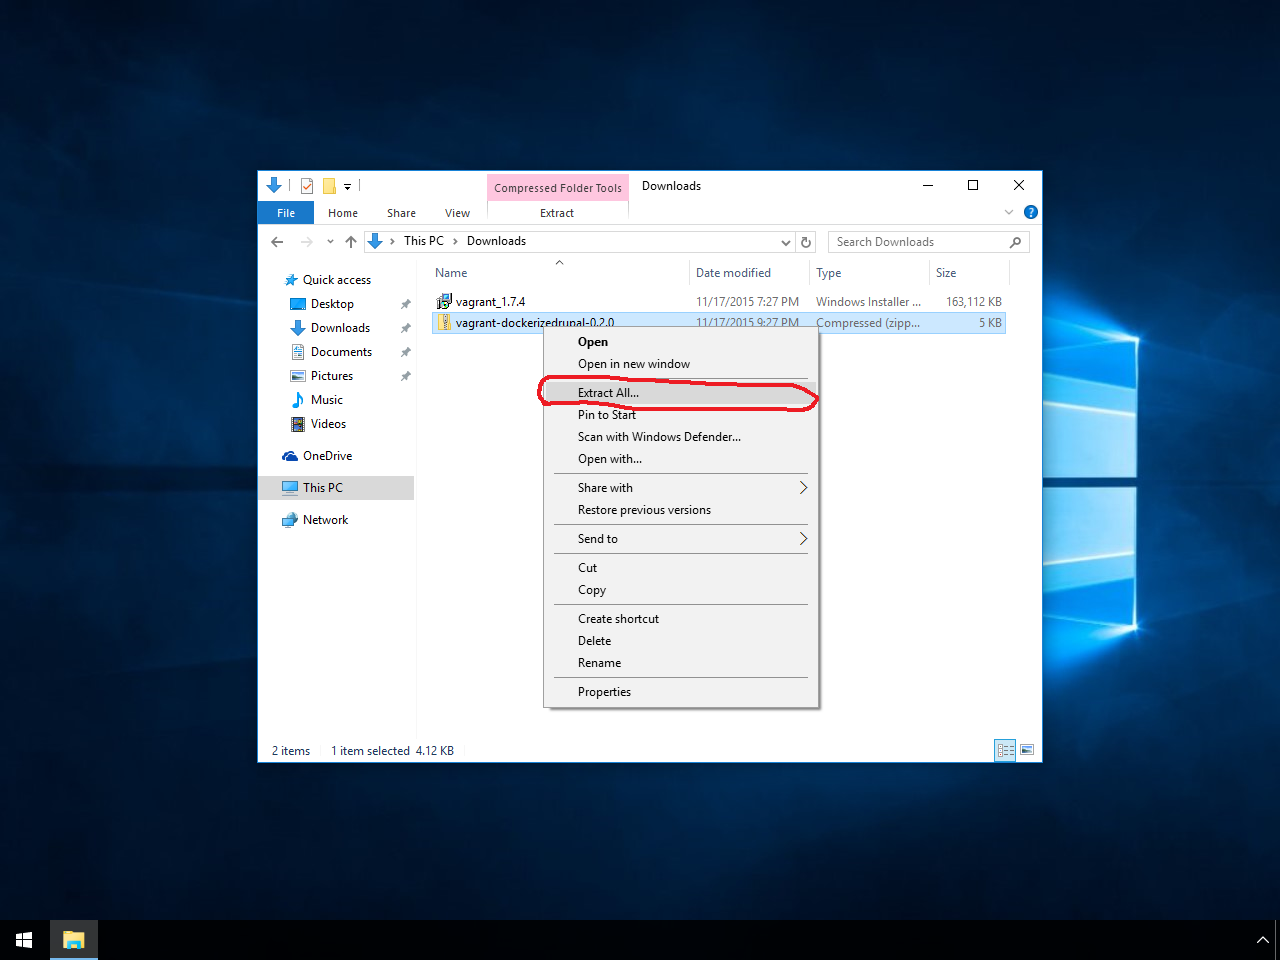 Compressed Folder Tools
Downloads
File
Home
Share
View
Extract
?
This PC
Downloads
Search Downloads
Name
Date modified
Type
Size
Quick access
Desktop
Downloads
Documents
Pictures
Music
Videos
OneDrive
This PC
Network
vagrant_1.7.4
11/17/2015 7:27 PM
Windows Installer ...
163,112 KB
vagrant-dockerizedrupal-0.2.0
11/17/2015 9:27 PM
Compressed (zipp...
5 KB
Open
Open in new window
Extract All...
Pin to Start
Scan with Windows Defender...
Open with...
Share with
Restore previous versions
Send to
Cut
Copy
Create shortcut
Delete
Rename
Properties
2 items
1 item selected 4.12 KB